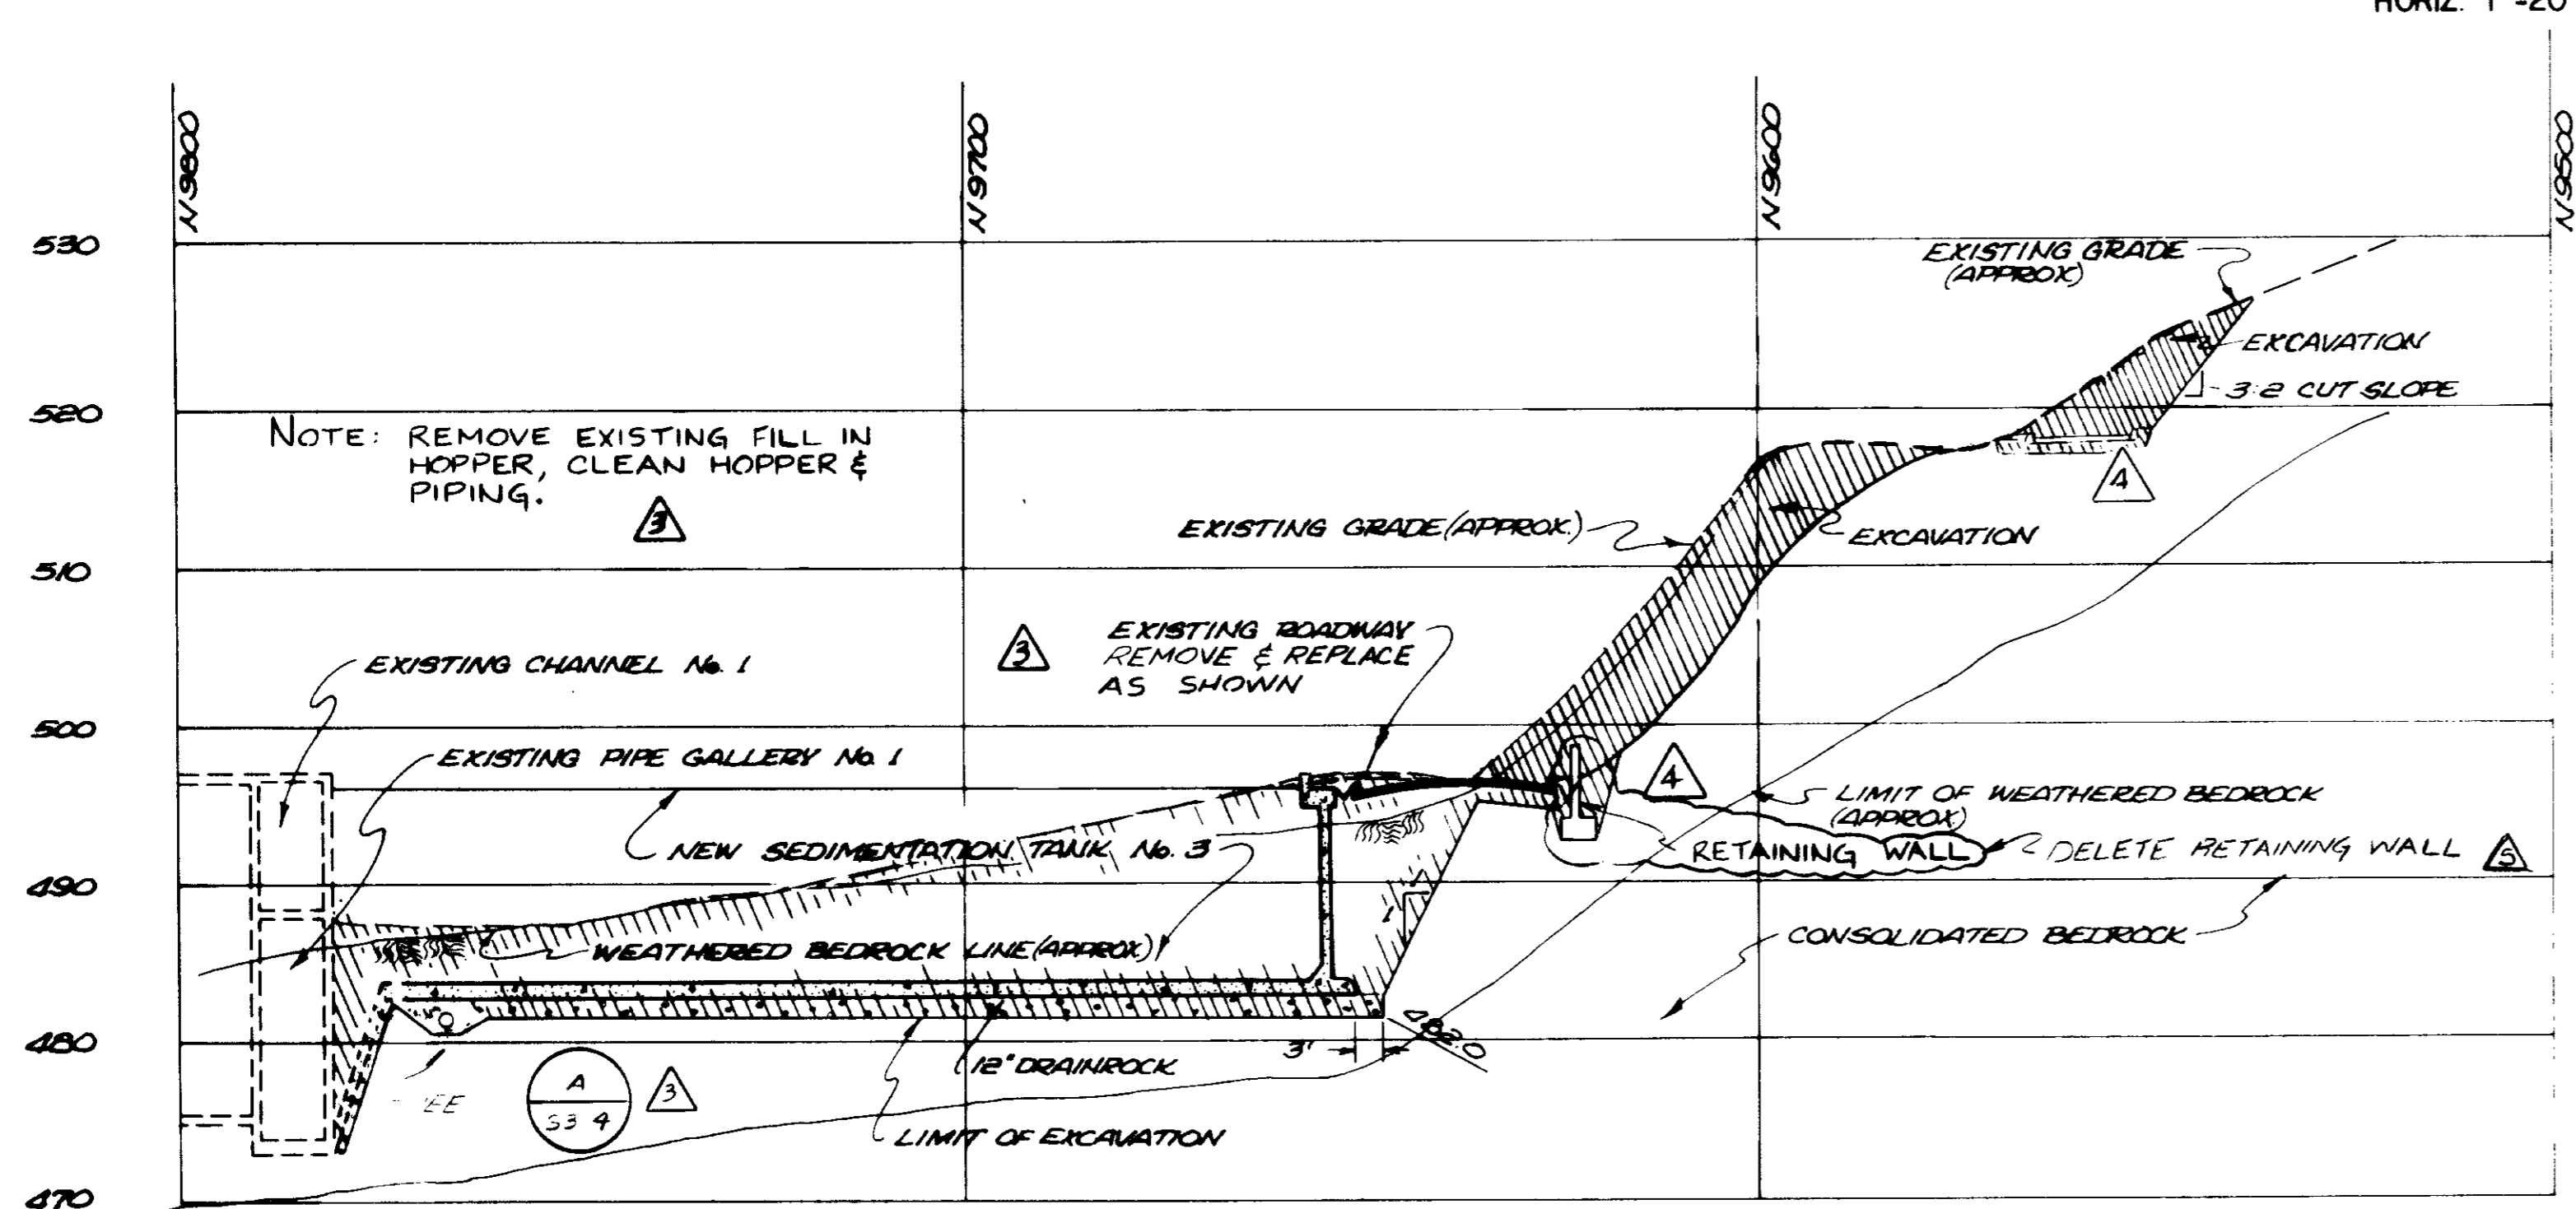 HORIZ. 1"=20'
N9800
N9700
N9600
N9500
530
EXISTING GRADE
(APPROX)
EXCAVATION
3:2 CUT SLOPE
520
NOTE: REMOVE EXISTING FILL IN
HOPPER, CLEAN HOPPER &
PIPING.
3
4
EXISTING GRADE (APPROX.)
EXCAVATION
510
3
EXISTING ROADWAY
REMOVE & REPLACE
AS SHOWN
EXISTING CHANNEL No. 1
500
EXISTING PIPE GALLERY No. 1
4
LIMIT OF WEATHERED BEDROCK
(APPROX)
NEW SEDIMENTATION TANK No. 3
RETAINING WALL
DELETE RETAINING WALL
5
490
1
1
WEATHERED BEDROCK LINE (APPROX)
CONSOLIDATED BEDROCK
480
3'
482.0
12" DRAINROCK
A
S3 4
3
LIMIT OF EXCAVATION
470